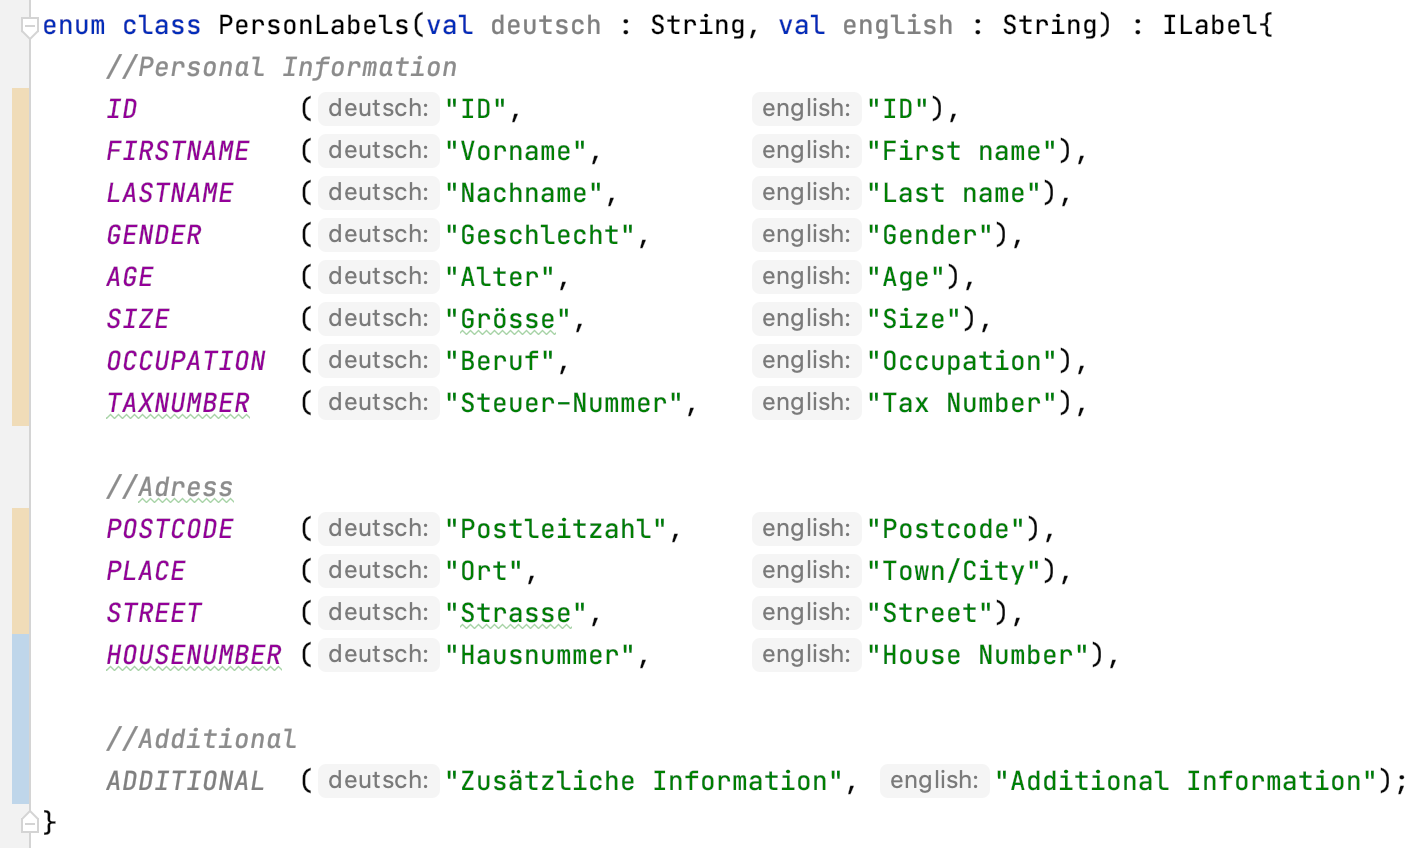 enum class PersonLabels(val deutsch : String, val english : String) : ILabel{
//Personal Information
ID (deutsch: "ID", english: "ID"),
FIRSTNAME (deutsch: "Vorname", english: "First name"),
LASTNAME (deutsch: "Nachname", english: "Last name"),
GENDER (deutsch: "Geschlecht", english: "Gender"),
AGE (deutsch: "Alter", english: "Age"),
SIZE (deutsch: "Grösse", english: "Size"),
OCCUPATION (deutsch: "Beruf", english: "Occupation"),
TAXNUMBER (deutsch: "Steuer-Nummer", english: "Tax Number"),
//Adress
POSTCODE (deutsch: "Postleitzahl", english: "Postcode"),
PLACE (deutsch: "Ort", english: "Town/City"),
STREET (deutsch: "Strasse", english: "Street"),
HOUSENUMBER (deutsch: "Hausnummer", english: "House Number"),
//Additional
ADDITIONAL (deutsch: "Zusätzliche Information", english: "Additional Information");
}